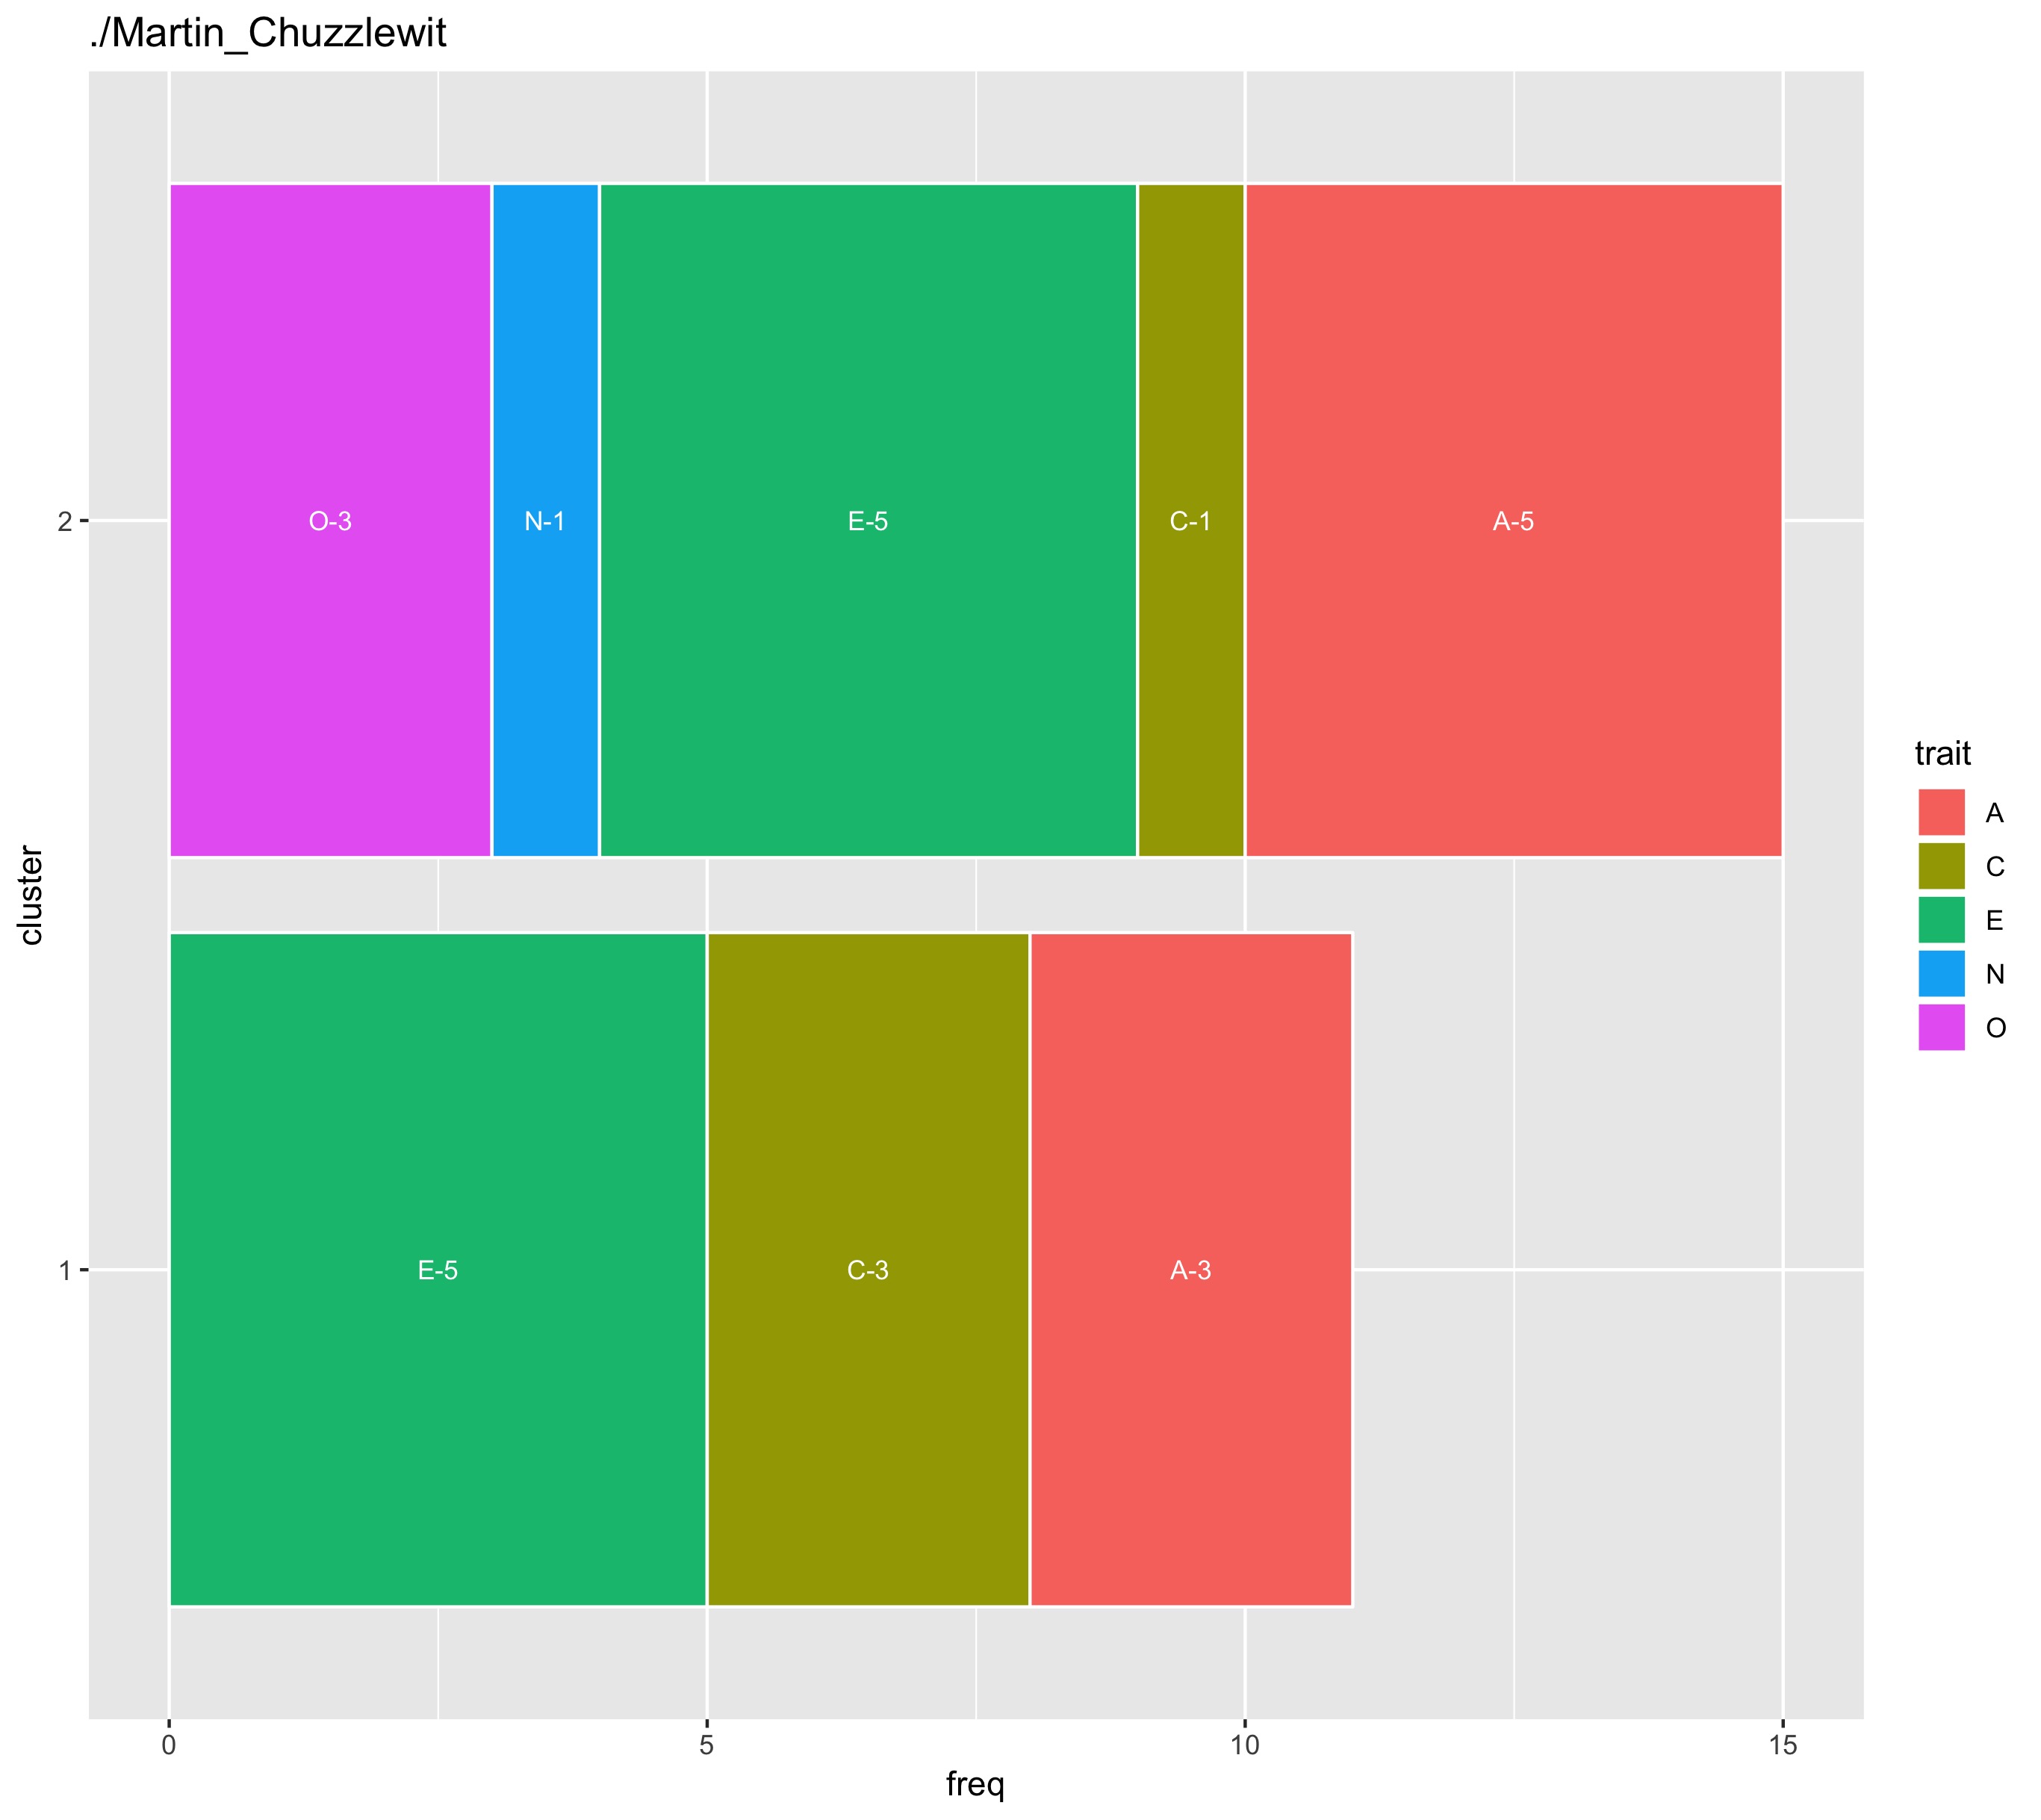 ./Martin_Chuzzlewit
cluster
2
O-3 N-1 E-5 C-1 A-5
1
E-5 C-3 A-3
0 5 10 15
freq
trait
A
C
E
N
O